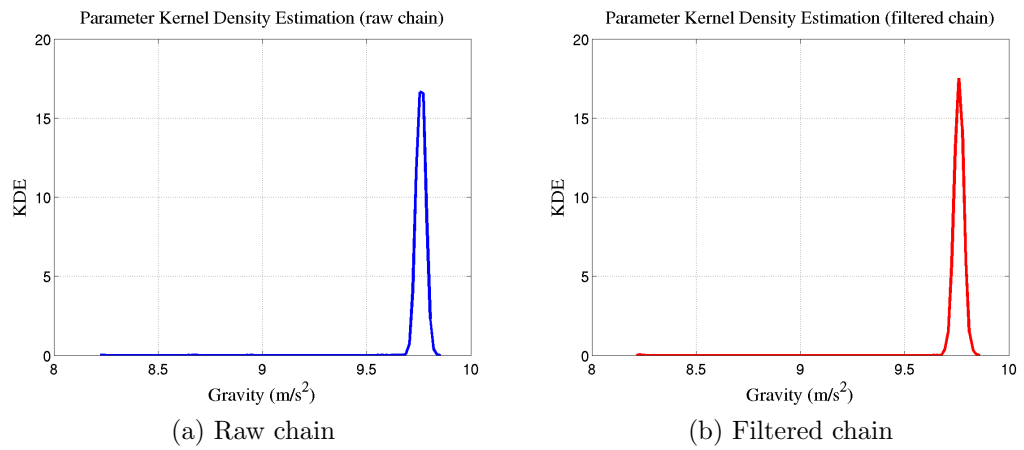 Parameter Kernel Density Estimation (raw chain)
20
15
10
5
0
KDE
8
8.5
9
9.5
10
Gravity (m/s²)
(a) Raw chain
Parameter Kernel Density Estimation (filtered chain)
20
15
10
5
0
KDE
8
8.5
9
9.5
10
Gravity (m/s²)
(b) Filtered chain